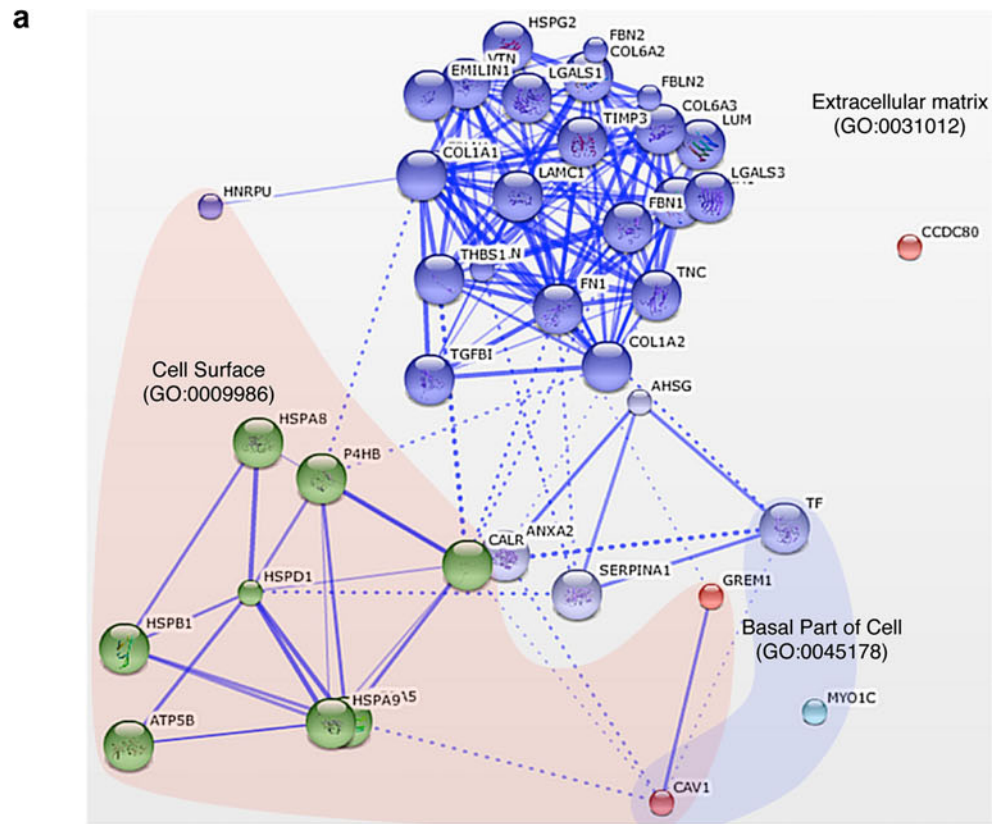 a
HSPG2
FBN2
COL6A2
VTN
EMILIN1
LGALS1
FBLN2
COL6A3
LUM
TIMP3
Extracellular matrix
(GO:0031012)
COL1A1
LAMC1
LGALS3
HNRPU
FBN1
CCDC80
THBS1
N
FN1
TNC
COL1A2
TGFBI
AHSG
Cell Surface
(GO:0009986)
HSPA8
P4HB
TF
CALR
ANXA2
SERPINA1
GREM1
HSPD1
HSPB1
Basal Part of Cell
(GO:0045178)
HSPA9
A5
MYO1C
ATP5B
CAV1